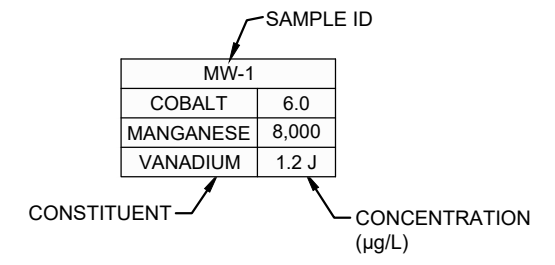 SAMPLE ID
MW-1
COBALT 6.0
MANGANESE 8,000
VANADIUM 1.2 J
CONSTITUENT
CONCENTRATION
(µg/L)